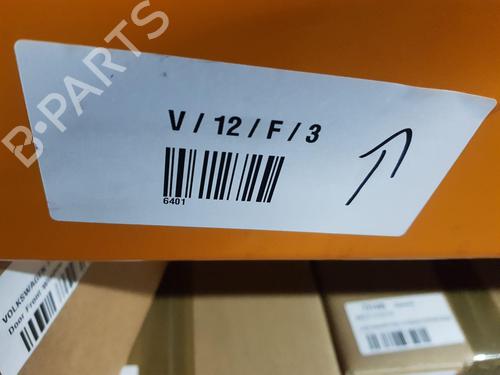 B-PARTS
V / 12 / F / 3
6401
VOLKSWAGEN
Door Front